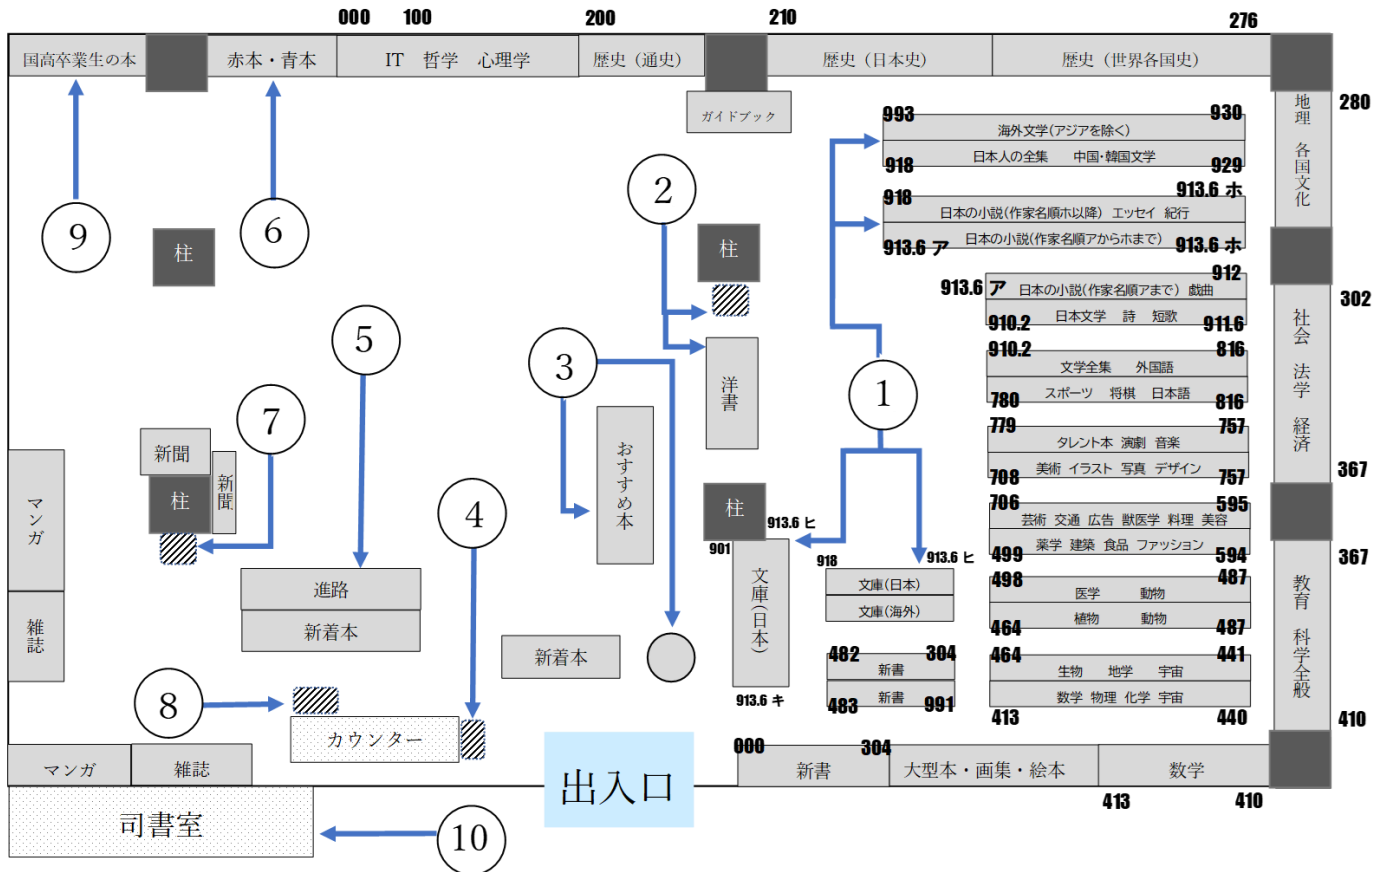 000 100 200 210 276
国高卒業生の本
赤本・青本
IT 哲学 心理学
歴史（通史）
歴史（日本史）
歴史（世界各国史）
ガイドブック
地理 各国文化
280
993 930
海外文学(アジアを除く)
日本人の全集 中国・韓国文学
918 929
918 913.6 ホ
日本の小説(作家名順ホ以降) エッセイ 紀行
日本の小説(作家名順アからホまで)
913.6 ア 913.6 ホ
912
913.6 ア 日本の小説(作家名順アまで) 戯曲
日本文学 詩 短歌
910.2 911.6
302
社会 法学 経済
367
910.2 816
文学全集 外国語
スポーツ 将棋 日本語
780 816
779 757
タレント本 演劇 音楽
美術 イラスト 写真 デザイン
708 757
706 595
芸術 交通 広告 獣医学 料理 美容
薬学 建築 食品 ファッション
499 594
367
教育 科学全般
410
498 487
医学 動物
植物 動物
464 487
464 441
生物 地学 宇宙
数学 物理 化学 宇宙
413 440
9
6
柱
2
柱
5
3
洋書
1
7
おすすめ本
新聞
柱
新聞
4
柱
913.6 ヒ
901
文庫(日本)
913.6 キ
918 913.6 ヒ
文庫(日本)
文庫(海外)
482 304
新書
新書
483 991
マンガ
雑誌
進路
新着本
新着本
8
カウンター
マンガ
雑誌
出入口
000 304
新書
大型本・画集・絵本
数学
413 410
司書室
10